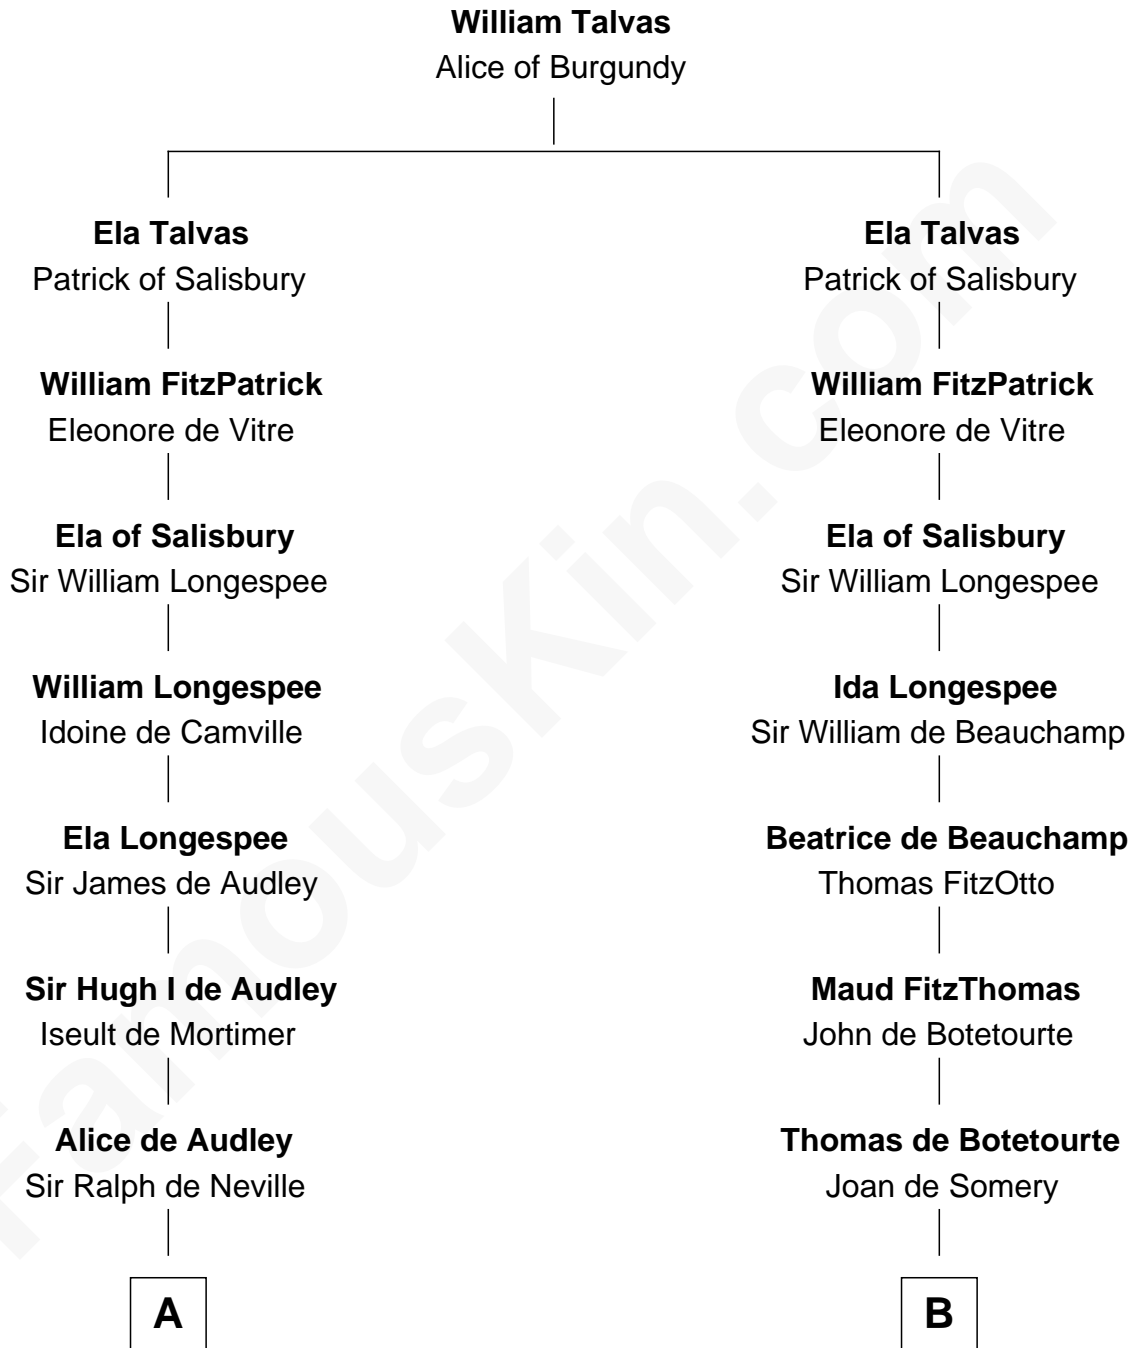 William Talvas
Alice of Burgundy
Ela Talvas
Patrick of Salisbury
William FitzPatrick
Eleonore de Vitre
Ela of Salisbury
Sir William Longespee
William Longespee
Idoine de Camville
Ela Longespee
Sir James de Audley
Sir Hugh I de Audley
Iseult de Mortimer
Alice de Audley
Sir Ralph de Neville
A
Ela Talvas
Patrick of Salisbury
William FitzPatrick
Eleonore de Vitre
Ela of Salisbury
Sir William Longespee
Ida Longespee
Sir William de Beauchamp
Beatrice de Beauchamp
Thomas FitzOtto
Maud FitzThomas
John de Botetourte
Thomas de Botetourte
Joan de Somery
B
FamousKin.com